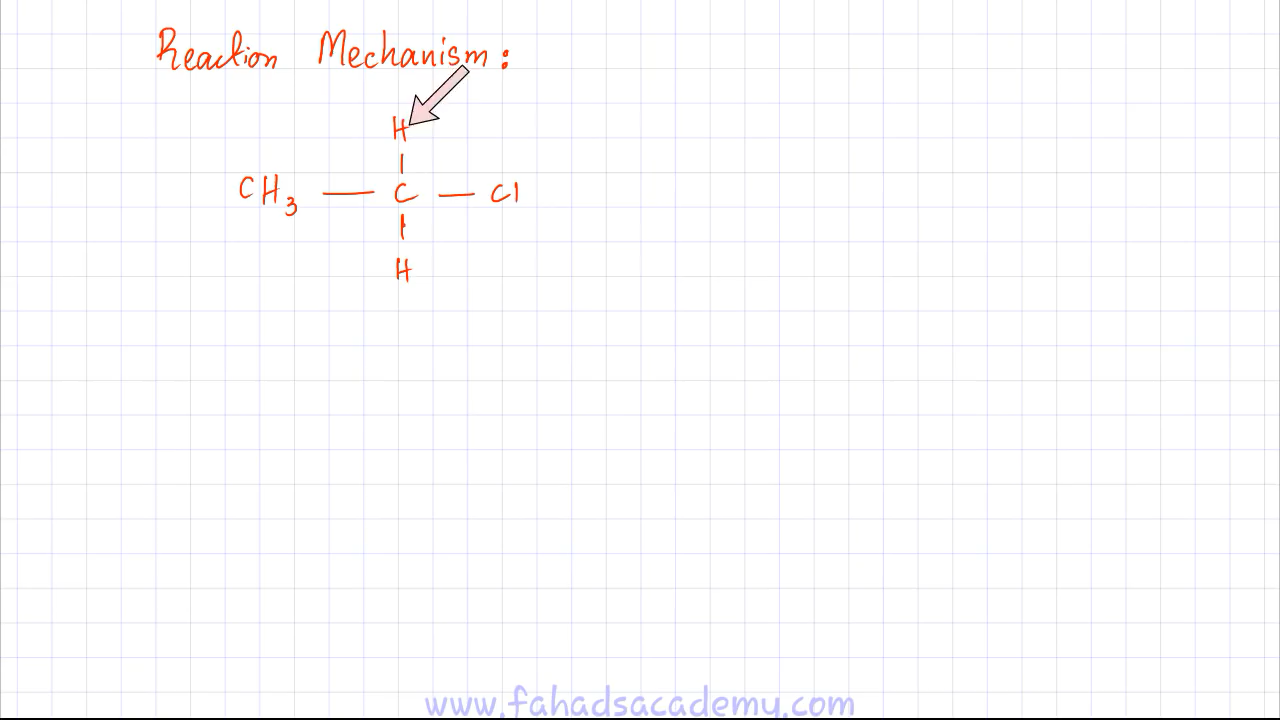 Reaction Mechanism:
H
CH3 — C — Cl
H
www.fahadsacademy.com